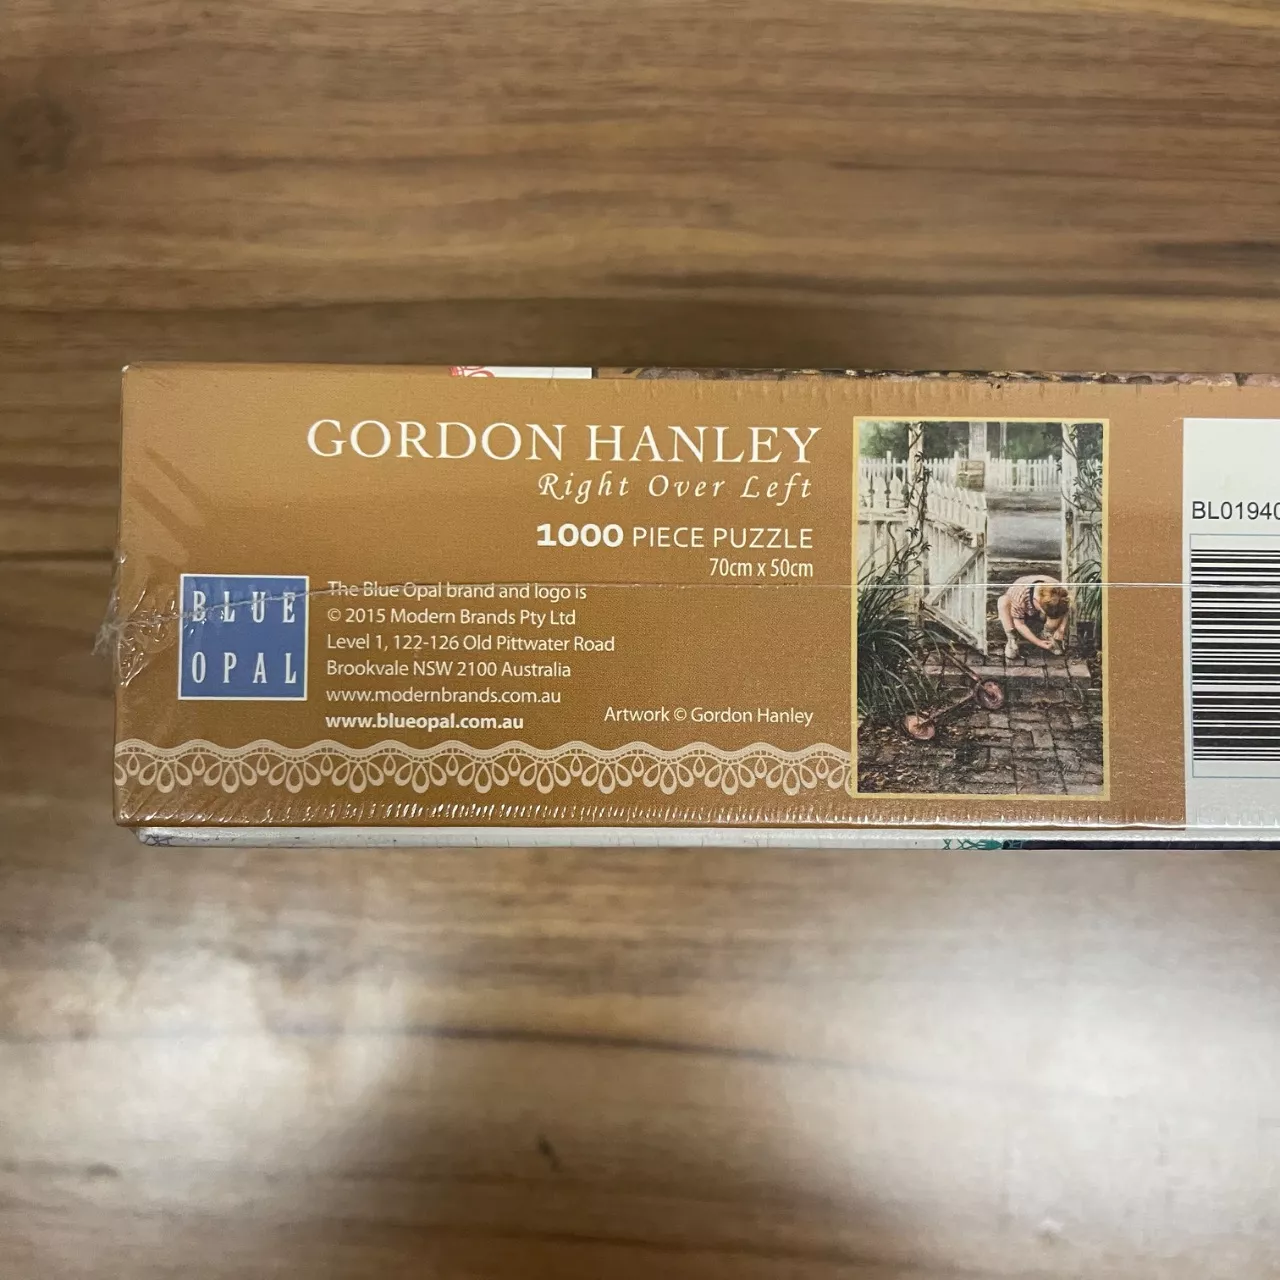 GORDON HANLEY
Right Over Left
1000 PIECE PUZZLE
70cm x 50cm
BLUE
OPAL
The Blue Opal brand and logo is
© 2015 Modern Brands Pty Ltd
Level 1, 122-126 Old Pittwater Road
Brookvale NSW 2100 Australia
www.modernbrands.com.au
www.blueopal.com.au
Artwork © Gordon Hanley
BL01940